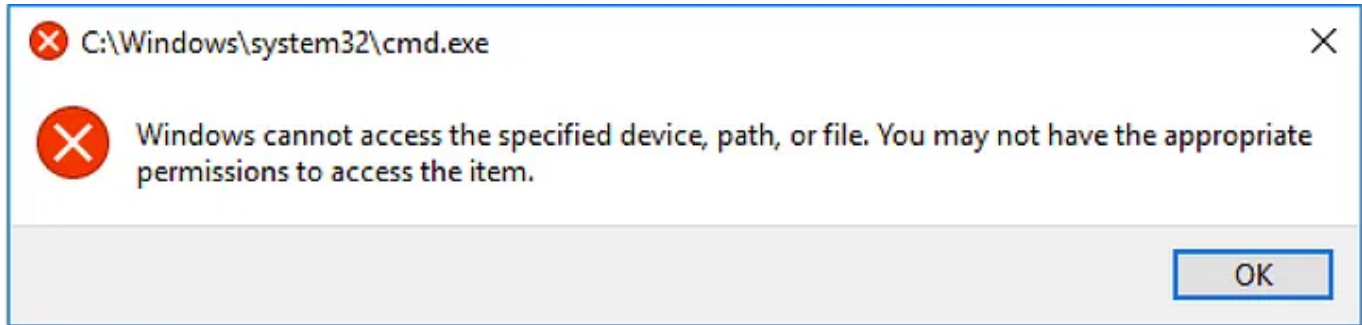 C:\Windows\system32\cmd.exe
Windows cannot access the specified device, path, or file. You may not have the appropriate
permissions to access the item.
OK